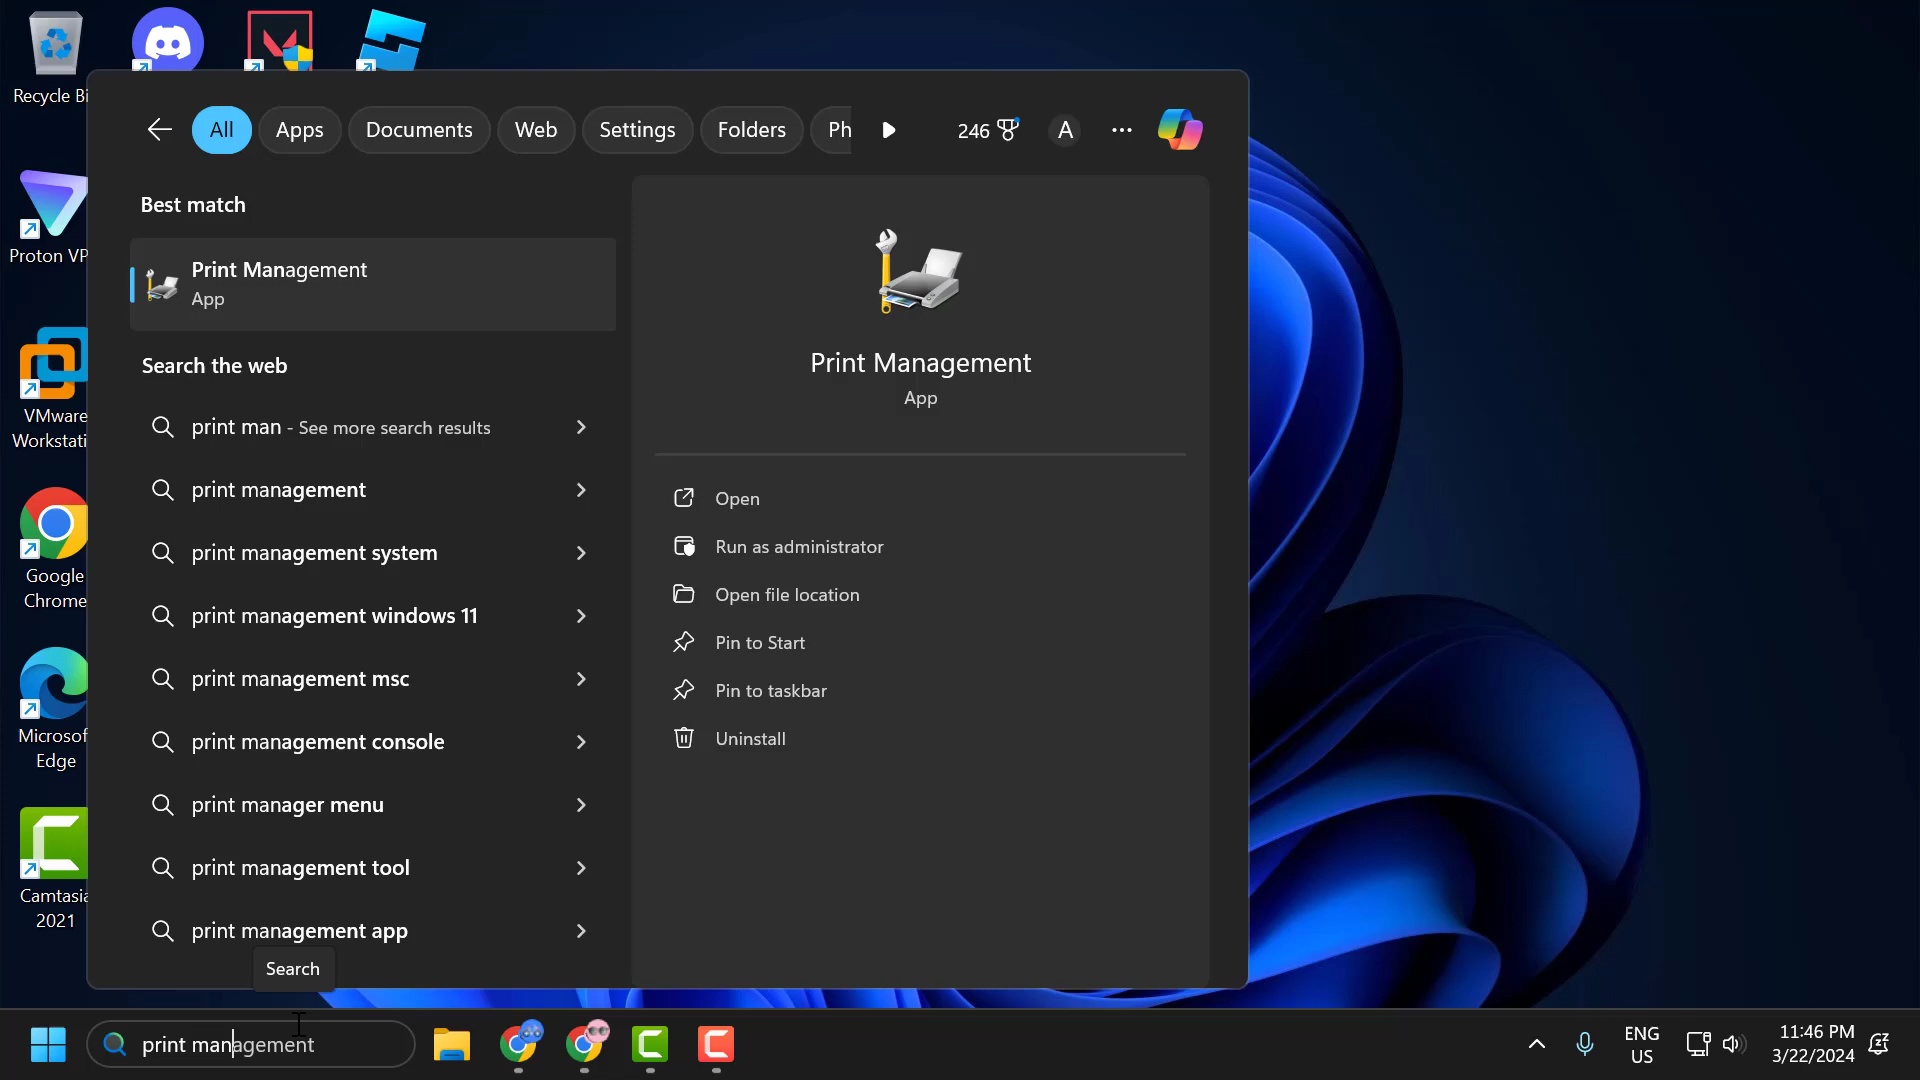 Recycle Bi
All
Apps
Documents
Web
Settings
Folders
Ph
246
A
Best match
Print Management
App
Search the web
print man - See more search results
print management
print management system
print management windows 11
print management msc
print management console
print manager menu
print management tool
print management app
Print Management
App
Open
Run as administrator
Open file location
Pin to Start
Pin to taskbar
Uninstall
Proton VP
VMware
Workstati
Google
Chrome
Microsof
Edge
Camtasia
2021
Search
print management
ENG
US
11:46 PM
3/22/2024